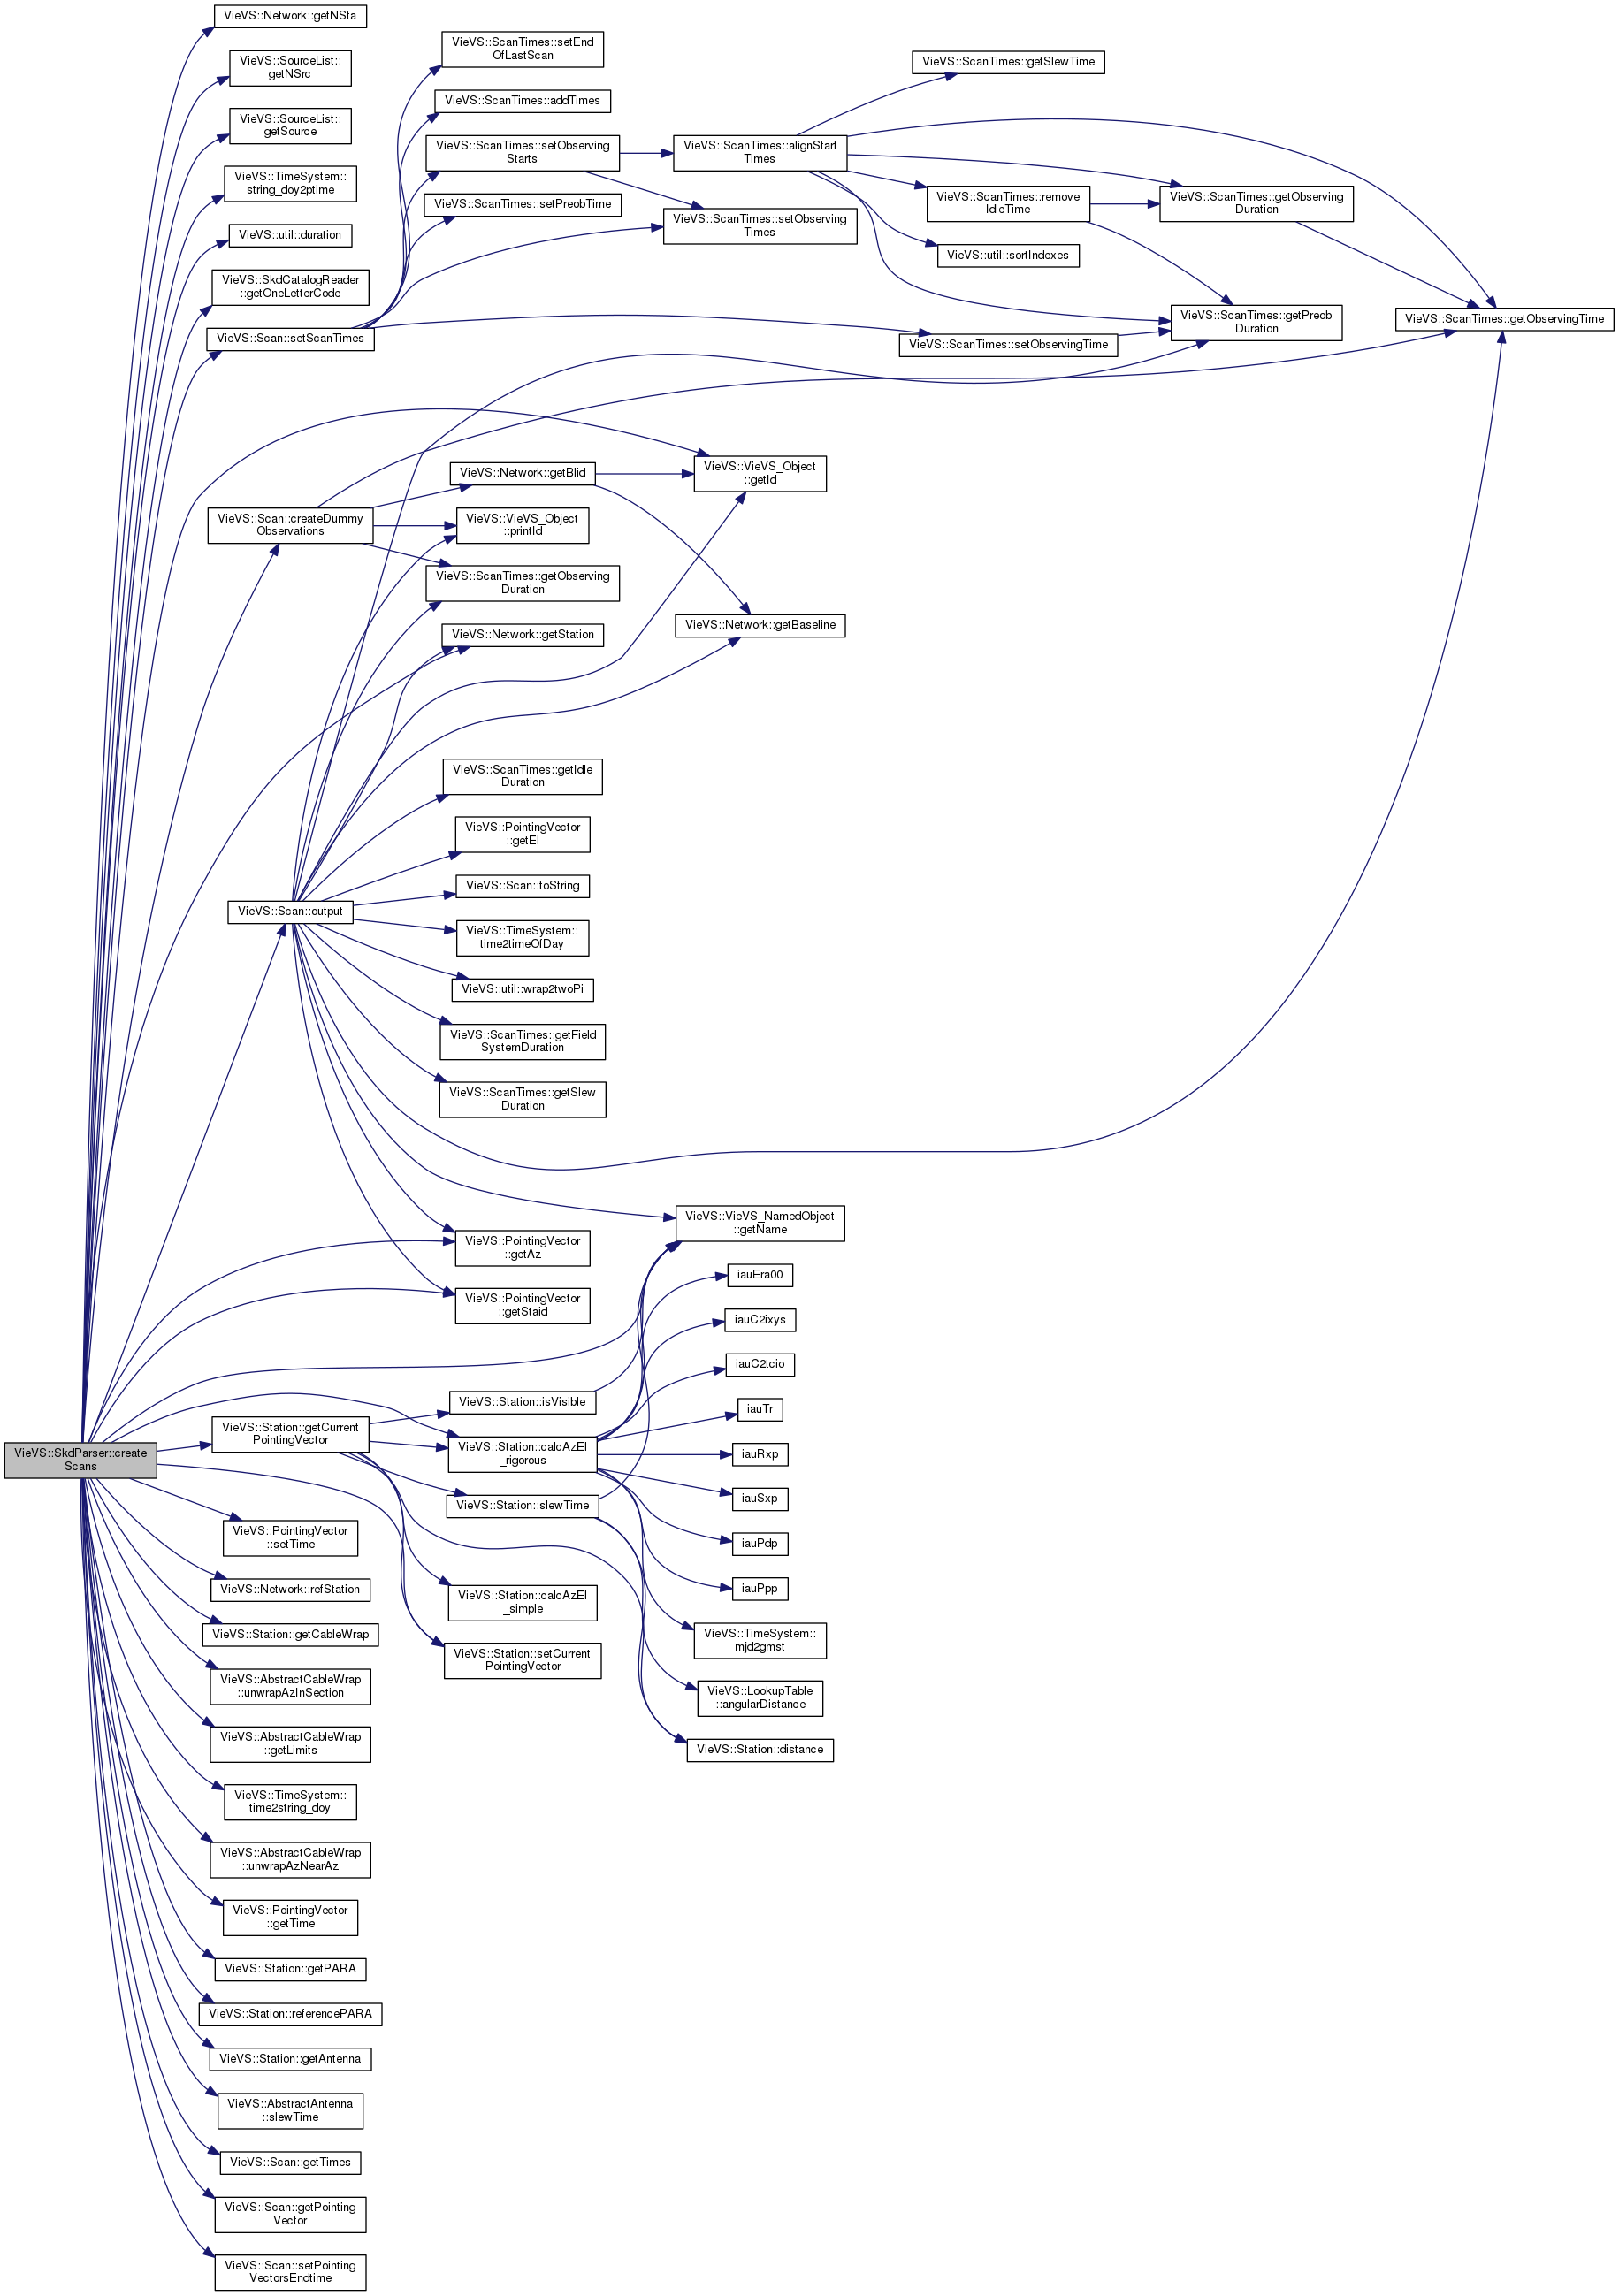 VieVS::Network::getNSta
VieVS::SourceList::
getNSrc
VieVS::SourceList::
getSource
VieVS::TimeSystem::
string_doy2ptime
VieVS::util::duration
VieVS::SkdCatalogReader
::getOneLetterCode
VieVS::Scan::setScanTimes
VieVS::ScanTimes::setEnd
OfLastScan
VieVS::ScanTimes::addTimes
VieVS::ScanTimes::setObserving
Starts
VieVS::ScanTimes::setPreobTime
VieVS::ScanTimes::alignStart
Times
VieVS::ScanTimes::setObserving
Times
VieVS::ScanTimes::getSlewTime
VieVS::ScanTimes::remove
IdleTime
VieVS::util::sortIndexes
VieVS::ScanTimes::setObservingTime
VieVS::ScanTimes::getObserving
Duration
VieVS::ScanTimes::getPreob
Duration
VieVS::ScanTimes::getObservingTime
VieVS::Scan::createDummy
Observations
VieVS::Network::getBlid
VieVS::VieVS_Object
::getId
VieVS::VieVS_Object
::printId
VieVS::ScanTimes::getObserving
Duration
VieVS::Network::getStation
VieVS::Network::getBaseline
VieVS::ScanTimes::getIdle
Duration
VieVS::PointingVector
::getEl
VieVS::Scan::toString
VieVS::Scan::output
VieVS::TimeSystem::
time2timeOfDay
VieVS::util::wrap2twoPi
VieVS::ScanTimes::getField
SystemDuration
VieVS::ScanTimes::getSlew
Duration
VieVS::VieVS_NamedObject
::getName
VieVS::PointingVector
::getAz
VieVS::PointingVector
::getStaid
iauEra00
iauC2ixys
iauC2tcio
iauTr
iauRxp
iauSxp
iauPdp
iauPpp
VieVS::Station::isVisible
VieVS::SkdParser::create
Scans
VieVS::Station::getCurrent
PointingVector
VieVS::Station::calcAzEl
_rigorous
VieVS::Station::slewTime
VieVS::PointingVector
::setTime
VieVS::Network::refStation
VieVS::Station::calcAzEl
_simple
VieVS::Station::getCableWrap
VieVS::TimeSystem::
mjd2gmst
VieVS::Station::setCurrent
PointingVector
VieVS::AbstractCableWrap
::unwrapAzInSection
VieVS::LookupTable
::angularDistance
VieVS::AbstractCableWrap
::getLimits
VieVS::Station::distance
VieVS::TimeSystem::
time2string_doy
VieVS::AbstractCableWrap
::unwrapAzNearAz
VieVS::PointingVector
::getTime
VieVS::Station::getPARA
VieVS::Station::referencePARA
VieVS::Station::getAntenna
VieVS::AbstractAntenna
::slewTime
VieVS::Scan::getTimes
VieVS::Scan::getPointing
Vector
VieVS::Scan::setPointing
VectorsEndtime